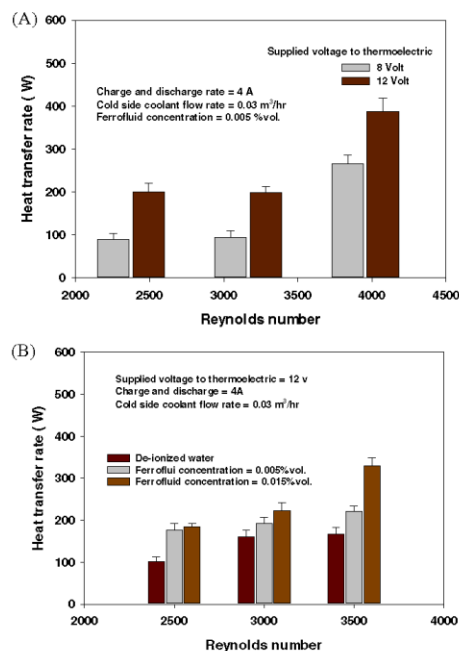 (A)
600
500
400
300
200
100
0
Heat transfer rate ( W)
Supplied voltage to thermoelectric
8 Volt
12 Volt
Charge and discharge rate = 4 A
Cold side coolant flow rate = 0.03 m³/hr
Ferrofluid concentration = 0.005 %vol.
2000 2500 3000 3500 4000 4500
Reynolds number
(B)
600
500
400
300
200
100
0
Heat transfer rate ( W)
Supplied voltage to thermoelectric = 12 v
Charge and discharge = 4A
Cold side coolant flow rate = 0.03 m³/hr
De-ionized water
Ferroflui concentration = 0.005%vol.
Ferrofluid concentration = 0.015%vol.
2000 2500 3000 3500 4000
Reynolds number